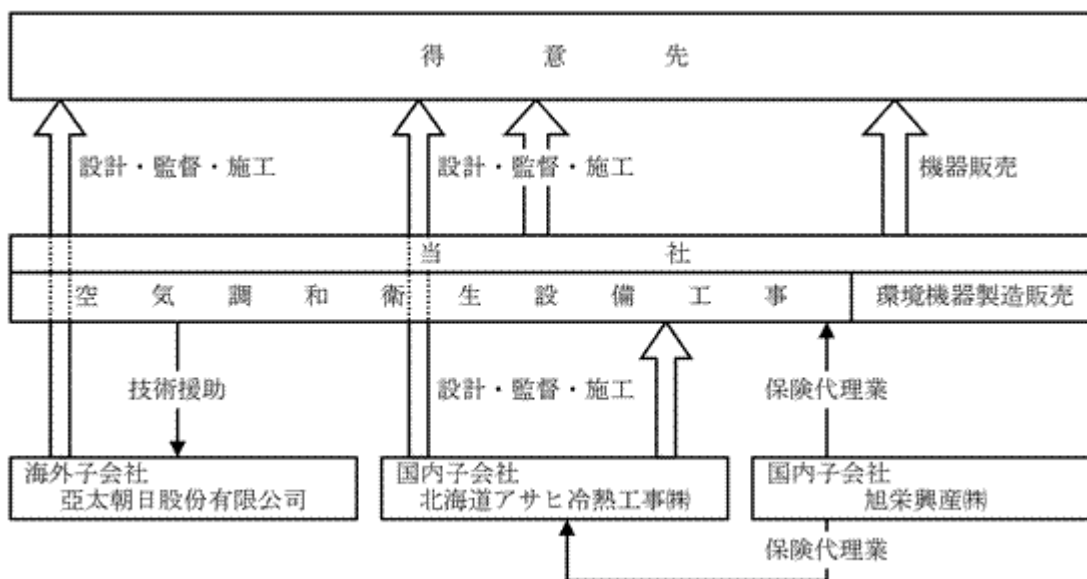 得意先
設計・監督・施工
設計・監督・施工
機器販売
当社
空気調和衛生設備工事
環境機器製造販売
技術援助
設計・監督・施工
保険代理業
海外子会社
亞太朝日股份有限公司
国内子会社
北海道アサヒ冷熱工事㈱
国内子会社
旭栄興産㈱
保険代理業